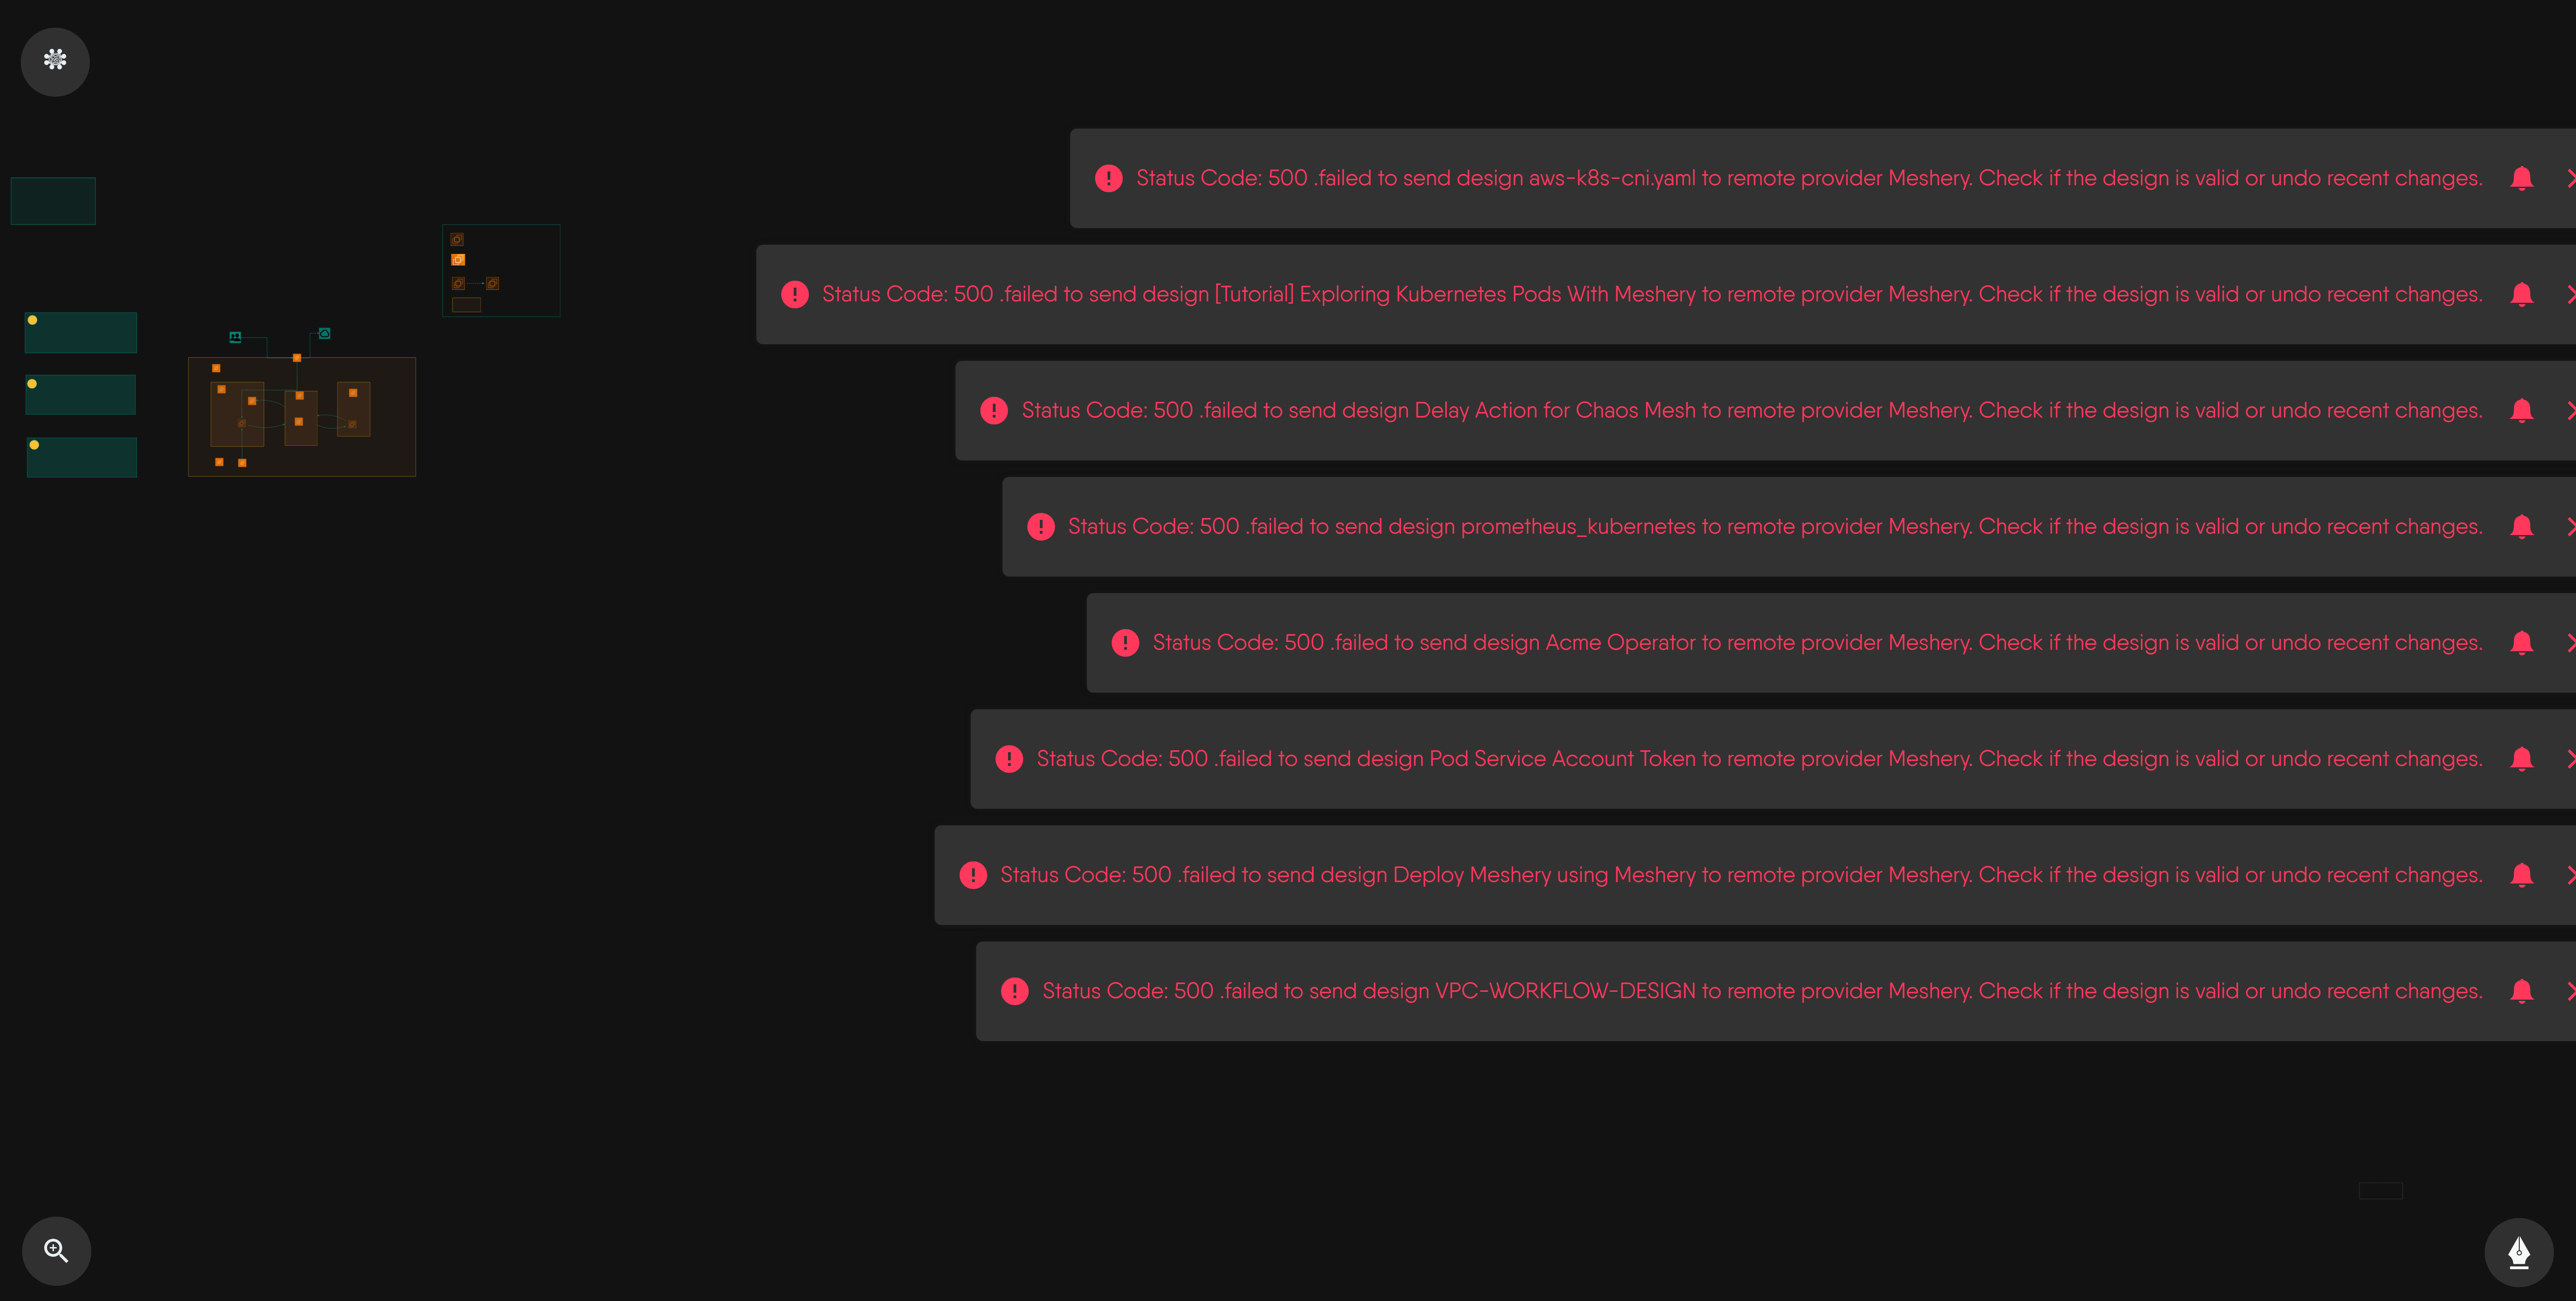 Status Code: 500 .failed to send design aws-k8s-cni.yaml to remote provider Meshery. Check if the design is valid or undo recent changes.
Status Code: 500 .failed to send design [Tutorial] Exploring Kubernetes Pods With Meshery to remote provider Meshery. Check if the design is valid or undo recent changes.
Status Code: 500 .failed to send design Delay Action for Chaos Mesh to remote provider Meshery. Check if the design is valid or undo recent changes.
Status Code: 500 .failed to send design prometheus_kubernetes to remote provider Meshery. Check if the design is valid or undo recent changes.
Status Code: 500 .failed to send design Acme Operator to remote provider Meshery. Check if the design is valid or undo recent changes.
Status Code: 500 .failed to send design Pod Service Account Token to remote provider Meshery. Check if the design is valid or undo recent changes.
Status Code: 500 .failed to send design Deploy Meshery using Meshery to remote provider Meshery. Check if the design is valid or undo recent changes.
Status Code: 500 .failed to send design VPC-WORKFLOW-DESIGN to remote provider Meshery. Check if the design is valid or undo recent changes.